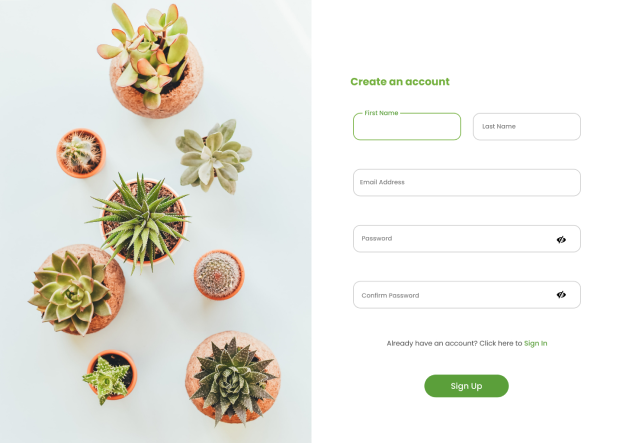 Create an account
First Name
Last Name
Email Address
Password
Confirm Password
Already have an account? Click here to Sign In
Sign Up